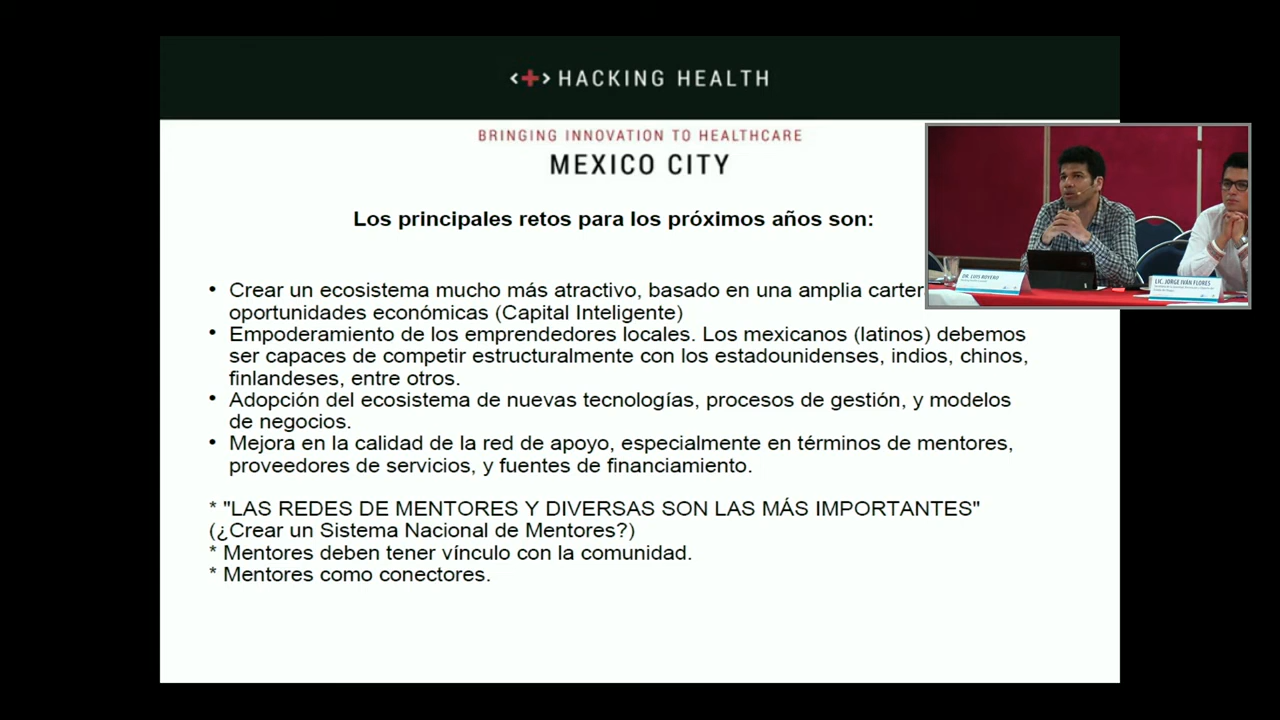 <+> HACKING HEALTH
BRINGING INNOVATION TO HEALTHCARE
MEXICO CITY
Los principales retos para los próximos años son:
• Crear un ecosistema mucho más atractivo, basado en una amplia
oportunidades económicas (Capital Inteligente)
• Empoderamiento de los emprendedores locales. Los mexicanos (latinos) debemos
ser capaces de competir estructuralmente con los estadounidenses, indios, chinos,
finlandeses, entre otros.
• Adopción del ecosistema de nuevas tecnologías, procesos de gestión, y modelos
de negocios.
• Mejora en la calidad de la red de apoyo, especialmente en términos de mentores,
proveedores de servicios, y fuentes de financiamiento.
* "LAS REDES DE MENTORES Y DIVERSAS SON LAS MÁS IMPORTANTES"
(¿Crear un Sistema Nacional de Mentores?)
* Mentores deben tener vínculo con la comunidad.
* Mentores como conectores.
DR. LUIS ROVERO
LIC. JORGE IVÁN FLORES